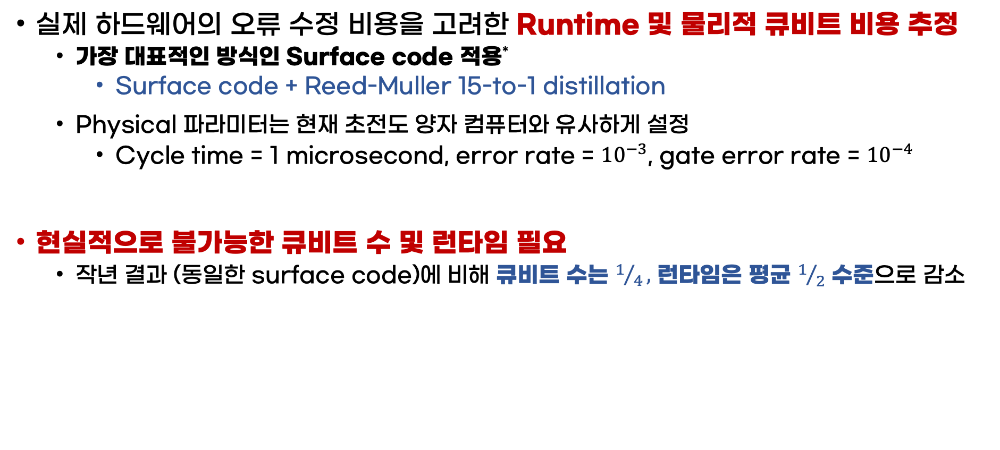 • 실제 하드웨어의 오류 수정 비용을 고려한 Runtime 및 물리적 큐비트 비용 추정
• 가장 대표적인 방식인 Surface code 적용*
• Surface code + Reed-Muller 15-to-1 distillation
• Physical 파라미터는 현재 초전도 양자 컴퓨터와 유사하게 설정
• Cycle time = 1 microsecond, error rate = 10⁻³, gate error rate = 10⁻⁴
• 현실적으로 불가능한 큐비트 수 및 런타임 필요
• 작년 결과 (동일한 surface code)에 비해 큐비트 수는 ¹/₄, 런타임은 평균 ¹/₂ 수준으로 감소